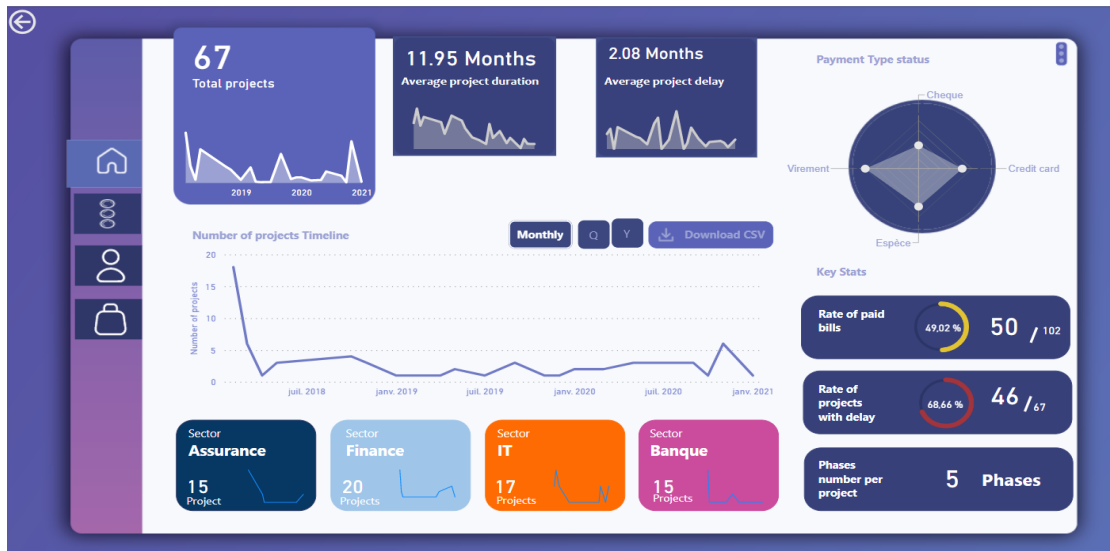 67
Total projects
2019 2020 2021
11.95 Months
Average project duration
2.08 Months
Average project delay
Payment Type status
Cheque
Virement
Credit card
Espèce
Number of projects Timeline
Monthly
Q
Y
Download CSV
Number of projects
20
15
10
5
0
juil. 2018 janv. 2019 juil. 2019 janv. 2020 juil. 2020 janv. 2021
Key Stats
Rate of paid
bills
49,02 %
50 / 102
Rate of
projects
with delay
68,66 %
46 / 67
Phases
number per
project
5 Phases
Sector
Assurance
15
Project
Sector
Finance
20
Projects
Sector
IT
17
Projects
Sector
Banque
15
Projects